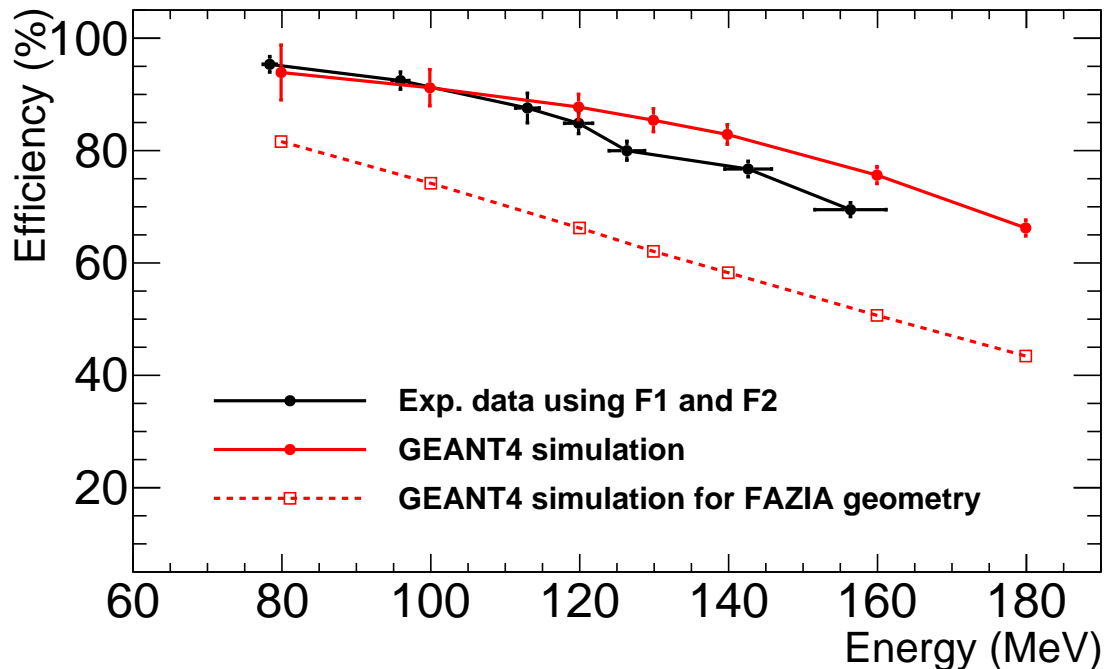 Efficiency (%)
100
80
60
40
20
Exp. data using F1 and F2
GEANT4 simulation
GEANT4 simulation for FAZIA geometry
60 80 100 120 140 160 180
Energy (MeV)